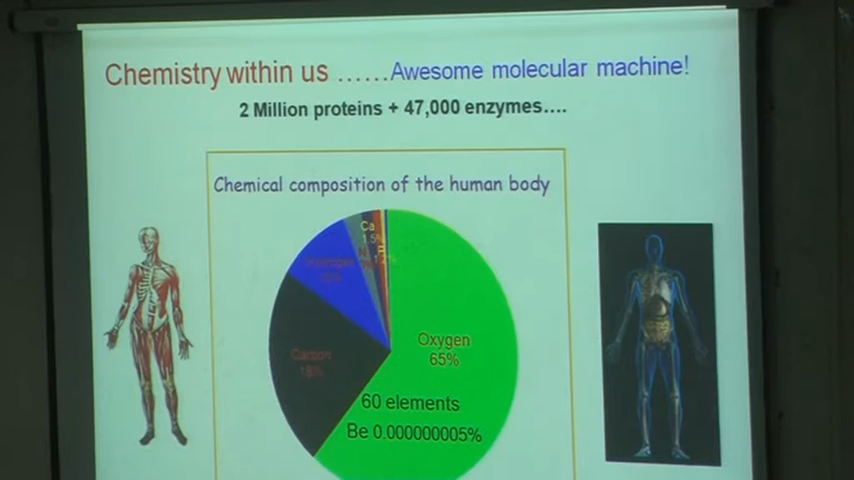 Chemistry within us ......Awesome molecular machine!
2 Million proteins + 47,000 enzymes....
Chemical composition of the human body
Ca
1.5%
Hydrogen
Carbon
18%
Oxygen
65%
60 elements
Be 0.000000005%